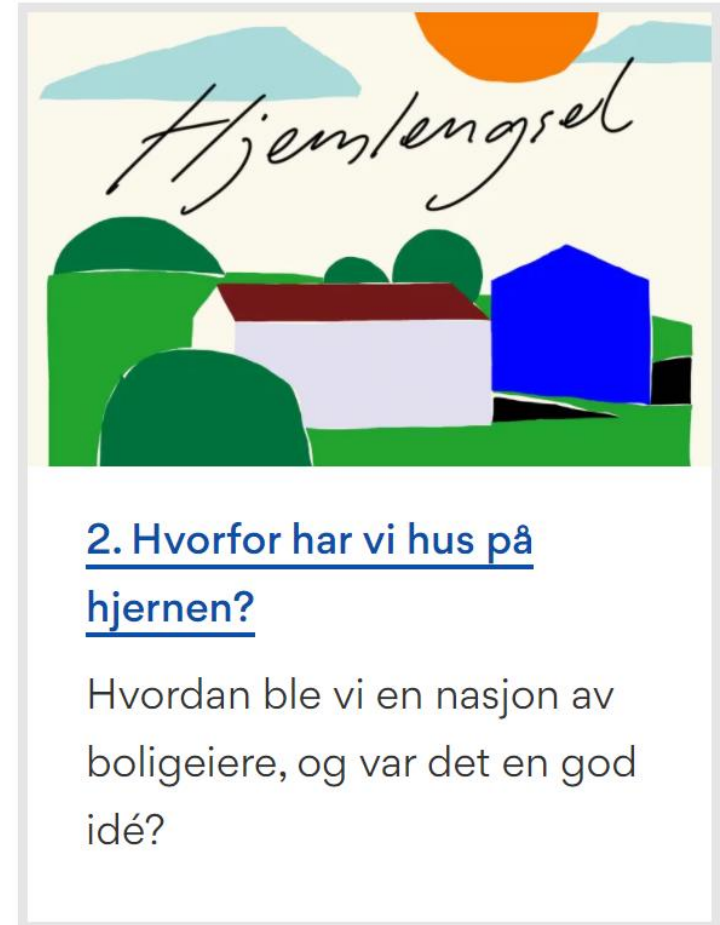 Hjemlengsel
2. Hvorfor har vi hus på
hjernen?
Hvordan ble vi en nasjon av
boligeiere, og var det en god
idé?